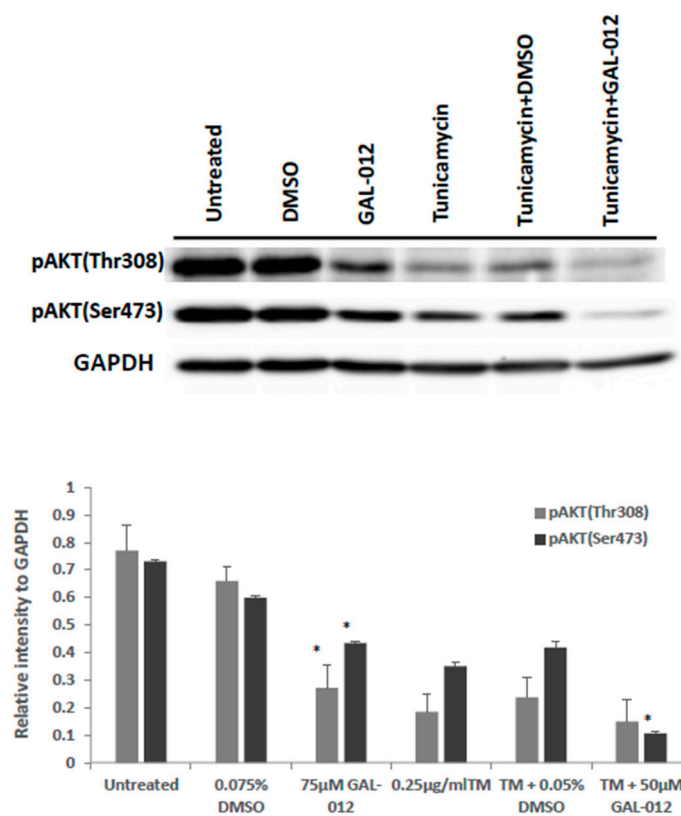 Untreated
DMSO
GAL-012
Tunicamycin
Tunicamycin+DMSO
Tunicamycin+GAL-012
pAKT(Thr308)
pAKT(Ser473)
GAPDH
Relative intensity to GAPDH
1
0.9
0.8
0.7
0.6
0.5
0.4
0.3
0.2
0.1
0
pAKT(Thr308)
pAKT(Ser473)
*
*
*
Untreated
0.075%
DMSO
75µM GAL-
012
0.25µg/mlTM
TM + 0.05%
DMSO
TM + 50µM
GAL-012